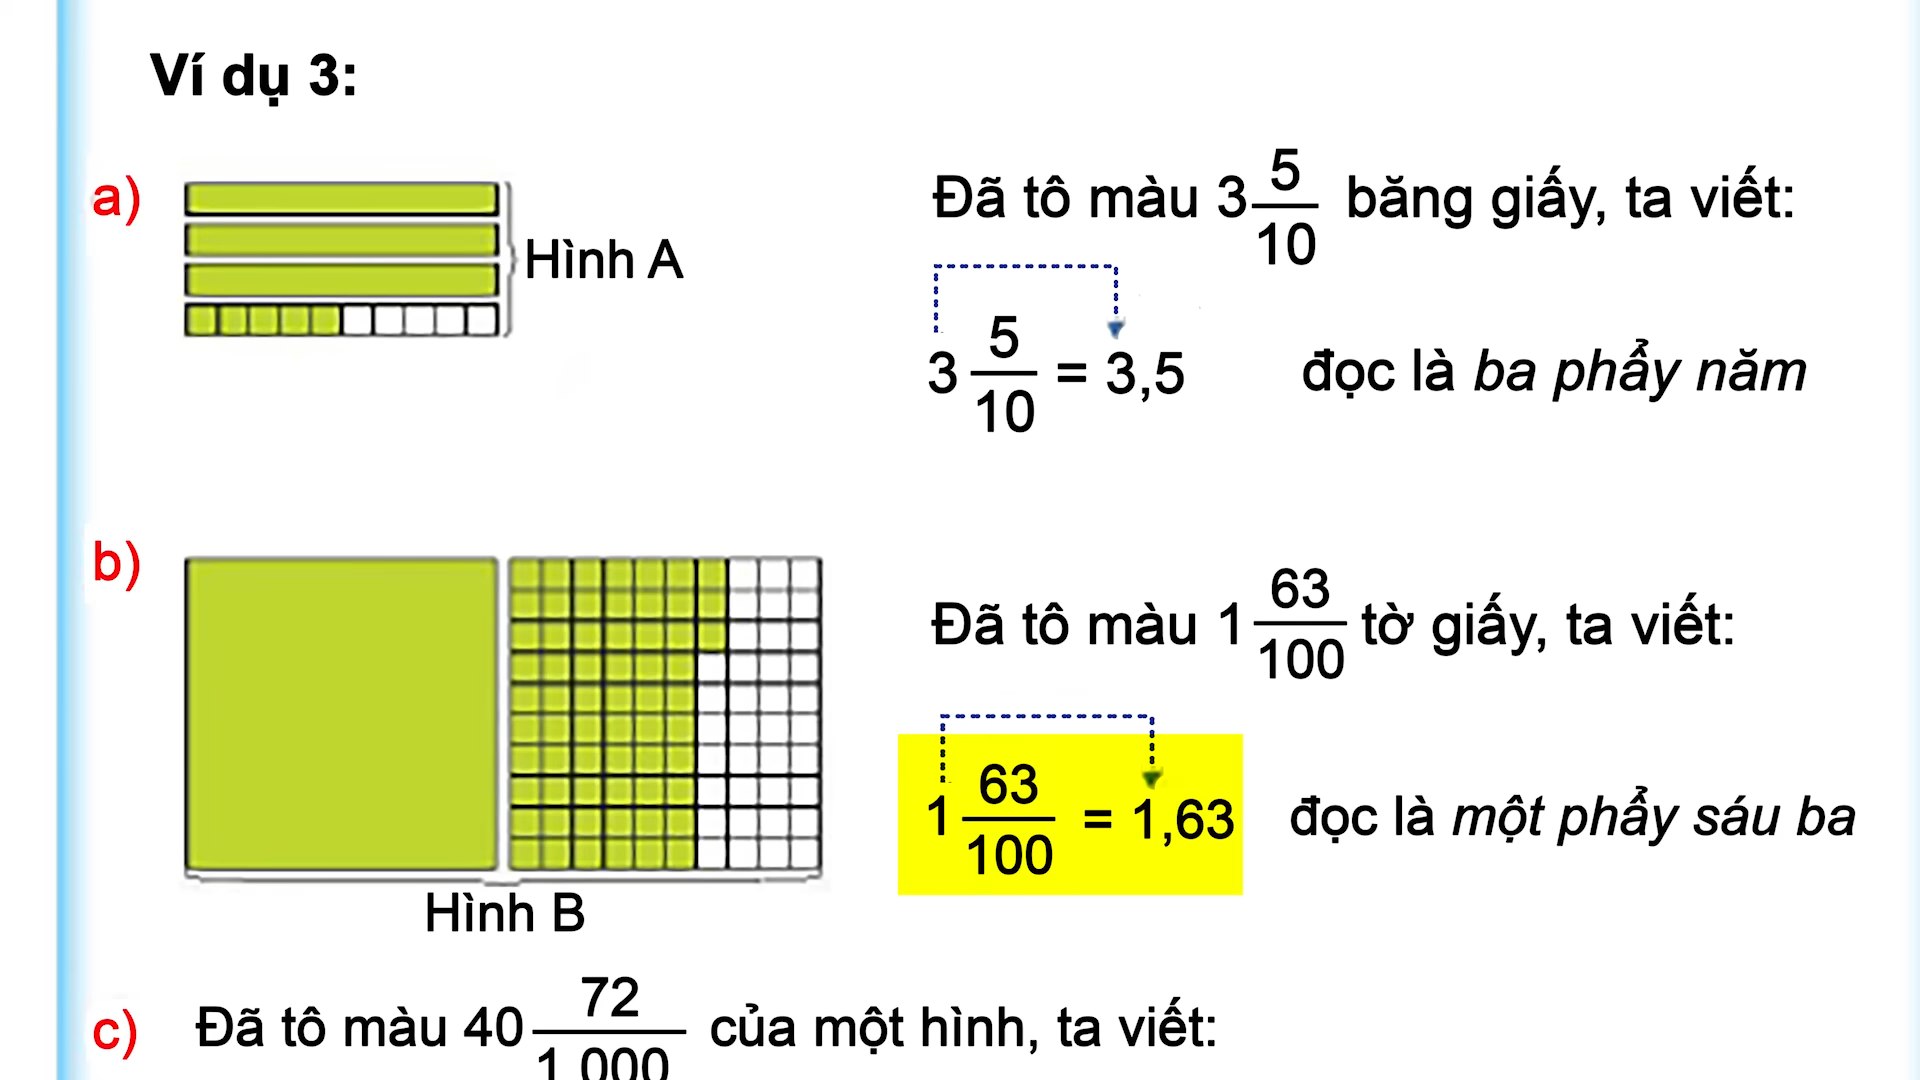 Ví dụ 3:
a)
Hình A
Đã tô màu 3 5/10 băng giấy, ta viết:
3 5/10 = 3,5 đọc là ba phẩy năm
b)
Hình B
Đã tô màu 1 63/100 tờ giấy, ta viết:
1 63/100 = 1,63 đọc là một phẩy sáu ba
c) Đã tô màu 40 72/1 000 của một hình, ta viết: